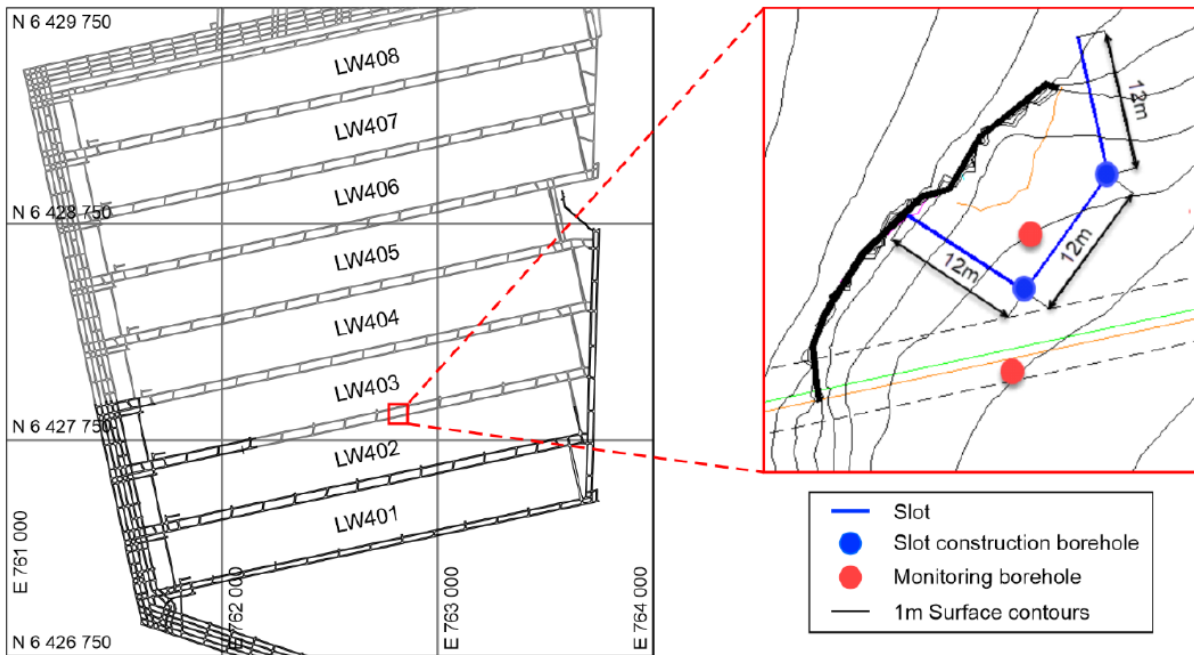 N 6 429 750
LW408
LW407
LW406
N 6 428 750
LW405
LW404
LW403
N 6 427 750
LW402
LW401
E 761 000
E 762 000
E 763 000
E 764 000
N 6 426 750
12m
12m
12m
Slot
Slot construction borehole
Monitoring borehole
1m Surface contours